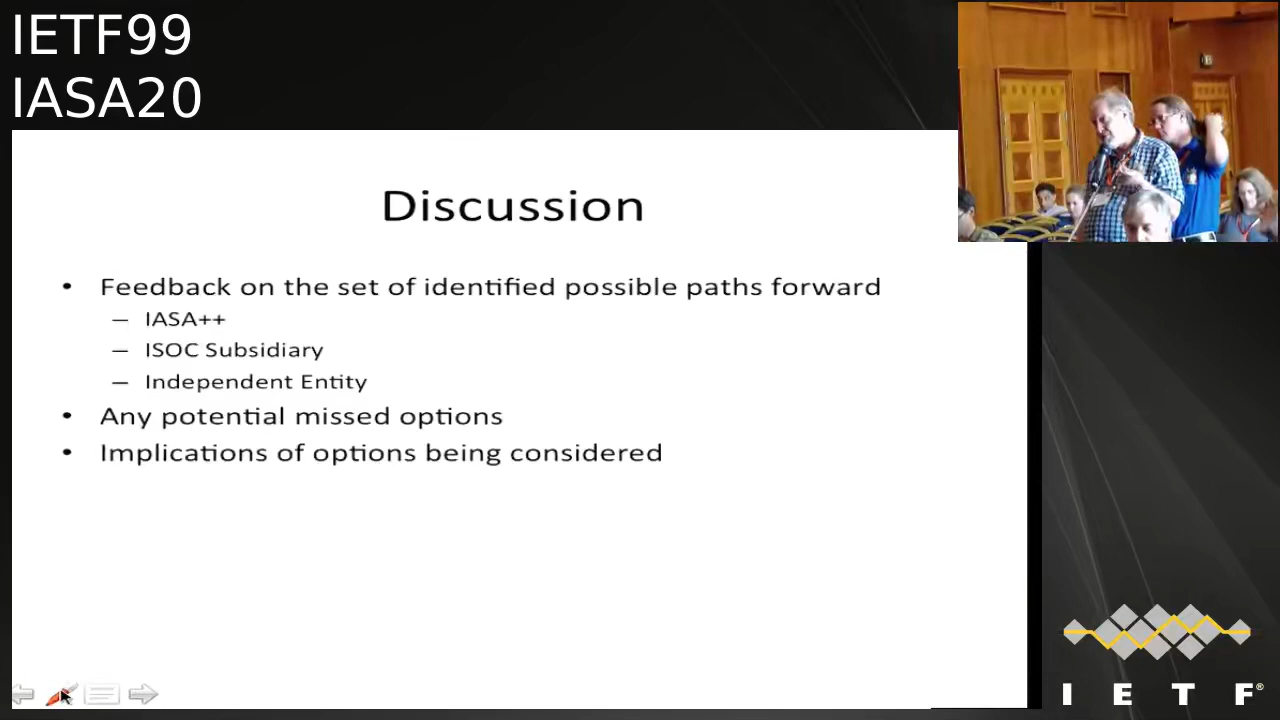 IETF99
IASA20
Discussion
• Feedback on the set of identified possible paths forward
– IASA++
– ISOC Subsidiary
– Independent Entity
• Any potential missed options
• Implications of options being considered
I E T F®